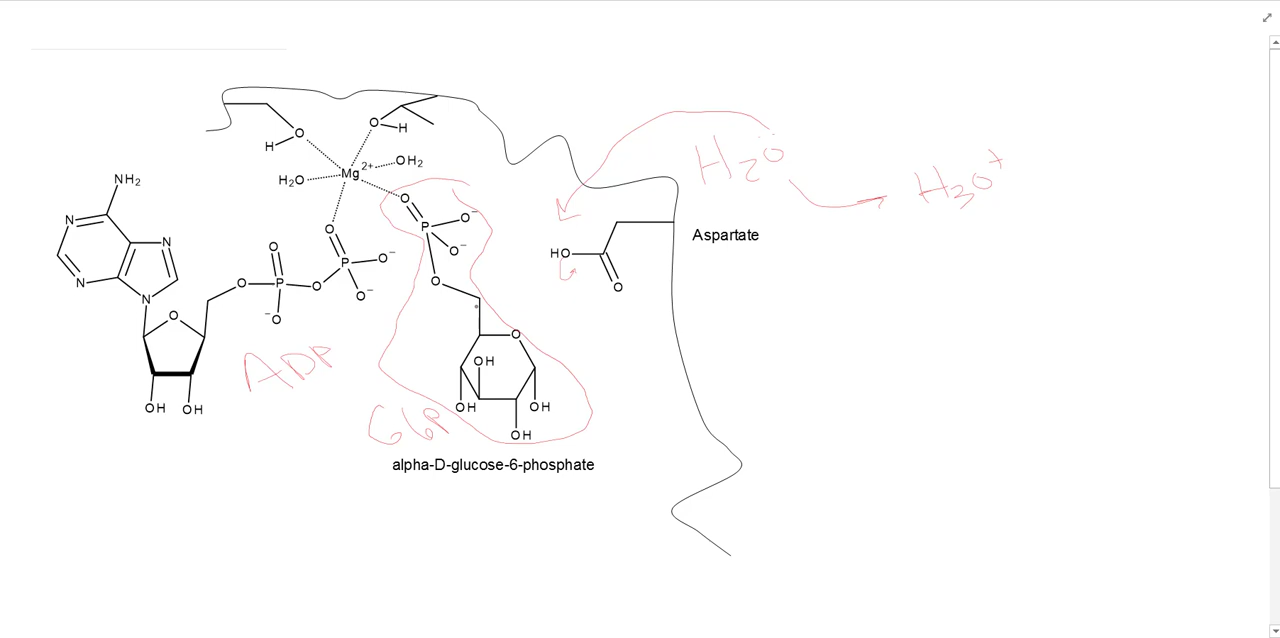 NH₂
N
N
N
N
O
OH
OH
O
O
P
⁻O
O
O
P
O⁻
O⁻
H
O
O
H
Mg²⁺
OH₂
H₂O
O
P
O⁻
O⁻
O
O
OH
OH
OH
OH
alpha-D-glucose-6-phosphate
HO
O
Aspartate
ADP
G6P
H₂O
H₃O⁺